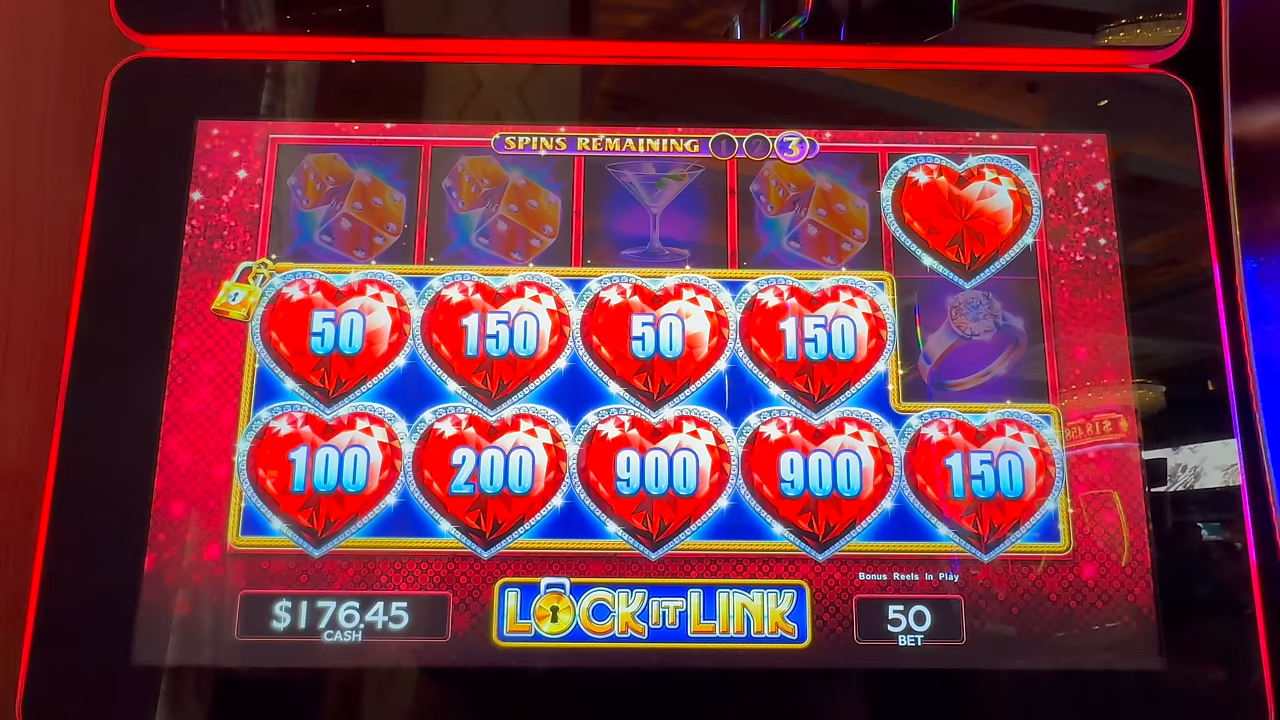 SPINS REMAINING 1 2 3
50 150 50 150
100 200 900 900 150
Bonus Reels In Play
$176.45
CASH
LOCK IT LINK
50
BET